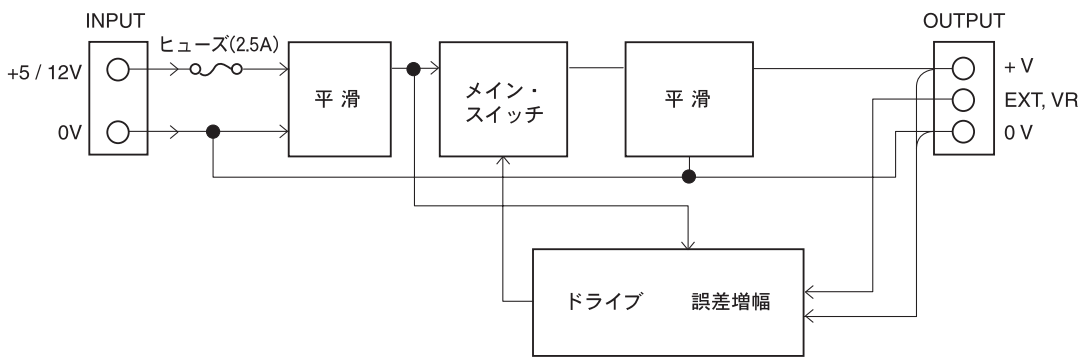 INPUT
OUTPUT
ヒューズ(2.5A)
+5 / 12V
0V
平 滑
メイン・
スイッチ
平 滑
+ V
EXT, VR
0 V
ドライブ
誤差増幅